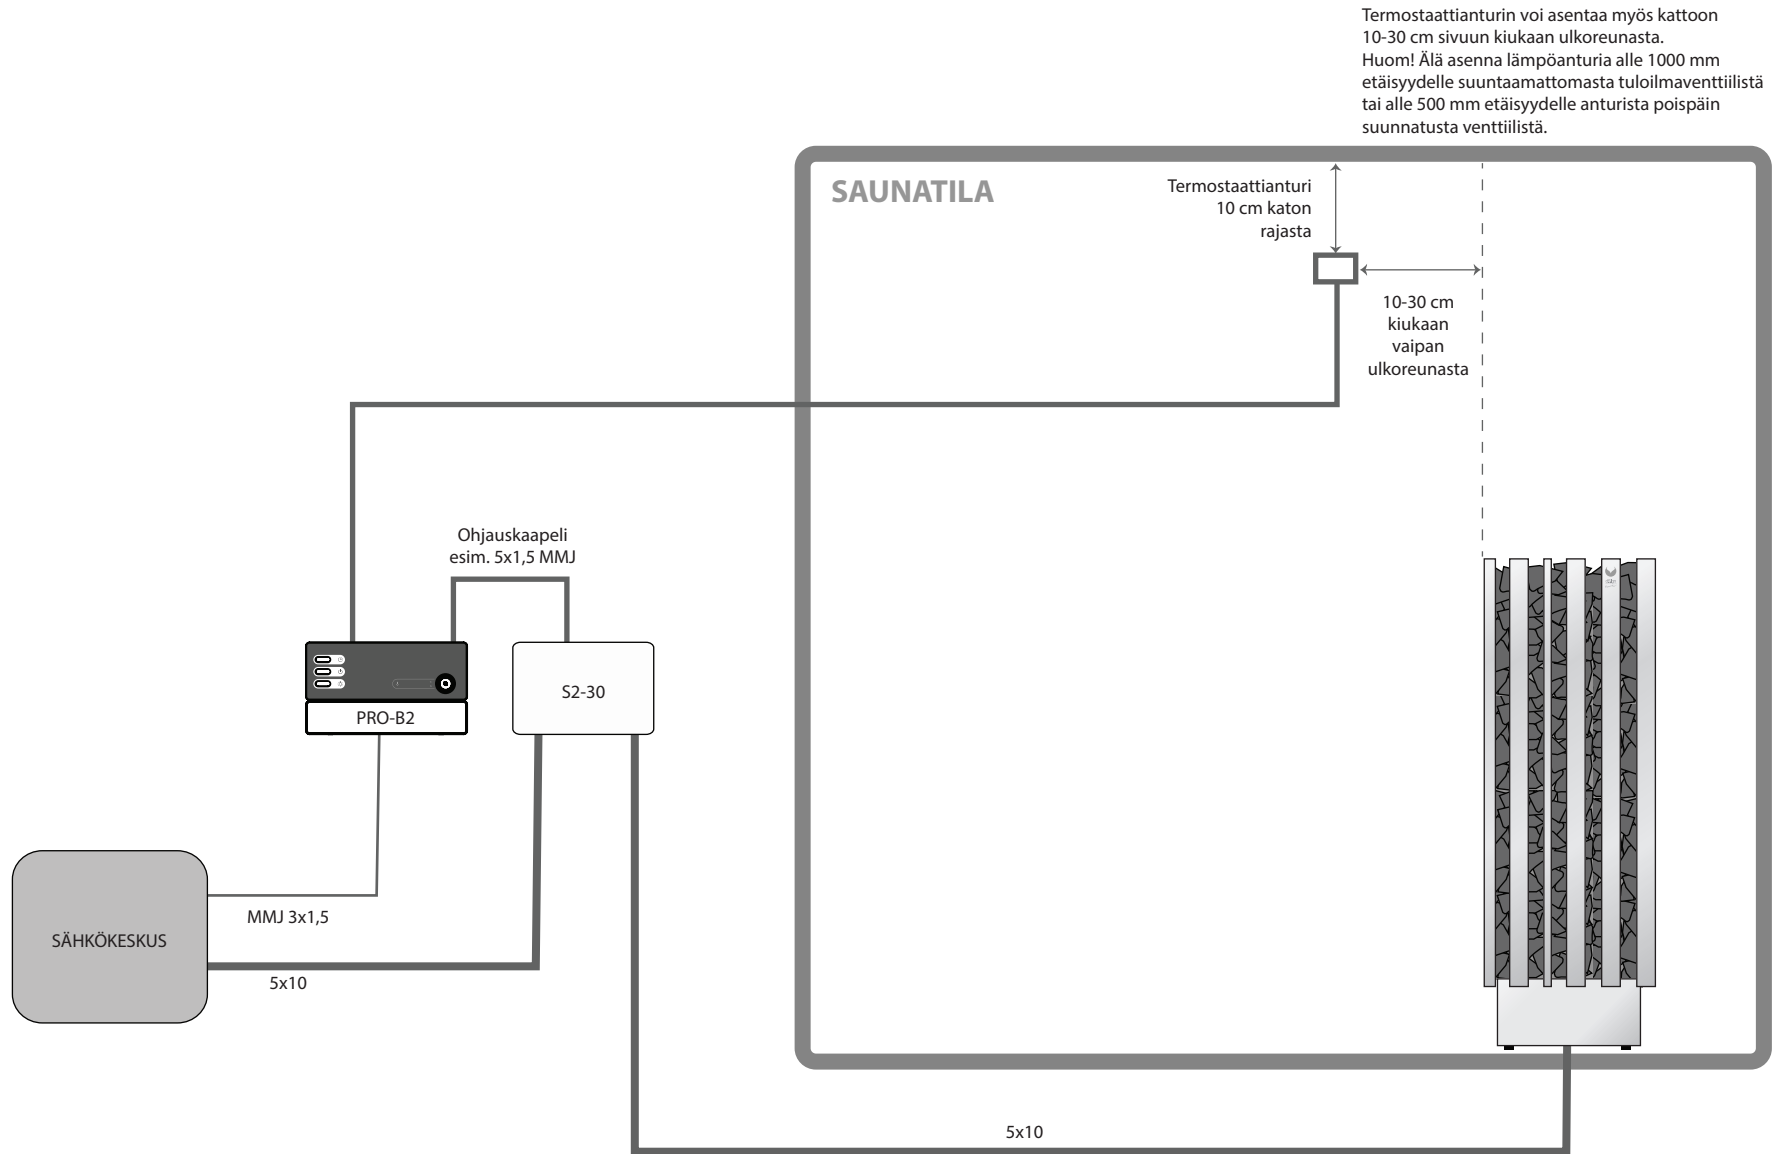 Termostaattianturin voi asentaa myös kattoon
10-30 cm sivuun kiukaan ulkoreunasta.
Huom! Älä asenna lämpöanturia alle 1000 mm
etäisyydelle suuntaamattomasta tuloilmaventtiilistä
tai alle 500 mm etäisyydelle anturista poispäin
suunnatusta venttiilistä.
SAUNATILA
Termostaattianturi
10 cm katon
rajasta
10-30 cm
kiukaan
vaipan
ulkoreunasta
Ohjauskaapeli
esim. 5x1,5 MMJ
S2-30
PRO-B2
MMJ 3x1,5
SÄHKÖKESKUS
5x10
5x10